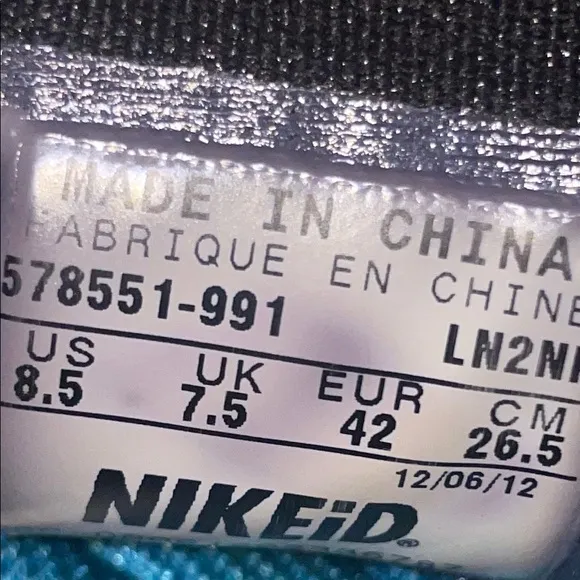 MADE IN CHINA
FABRIQUE EN CHINE
578551-991 LN2N
US UK EUR CM
8.5 7.5 42 26.5
12/06/12
NIKEiD®